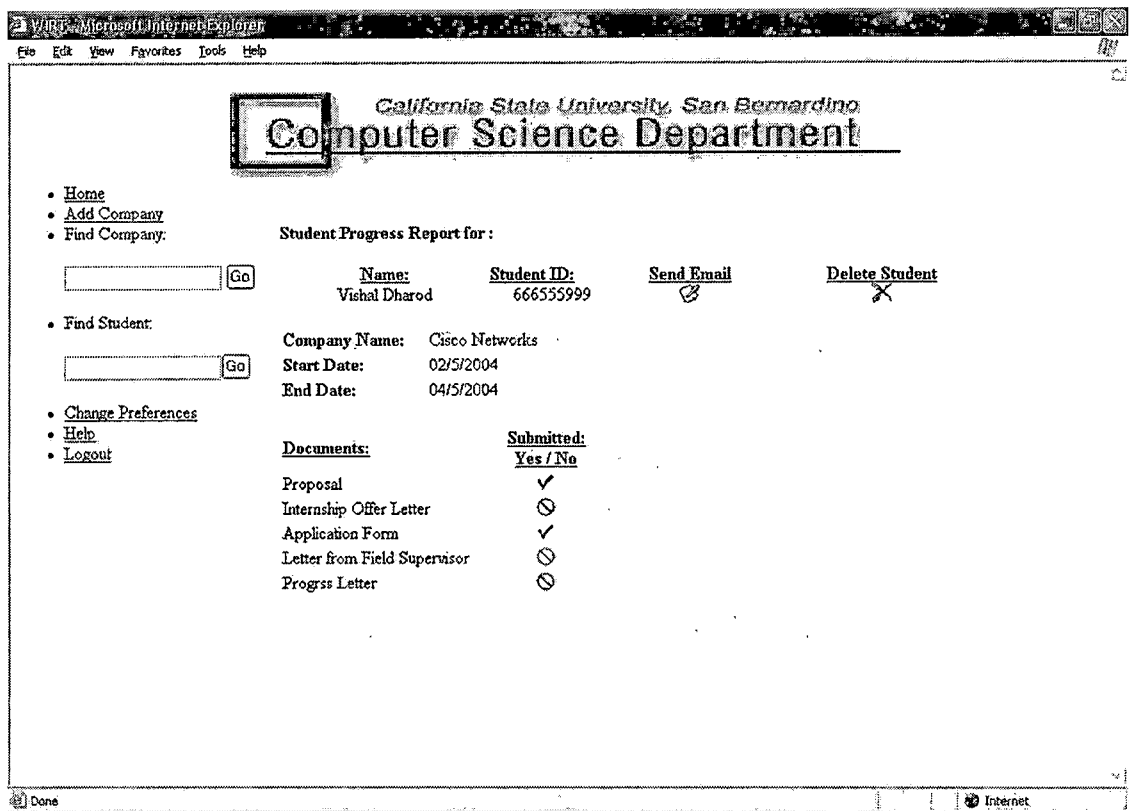 WIRT - Microsoft Internet Explorer
File Edit View Favorites Tools Help
California State University, San Bernardino
Computer Science Department
Home
Add Company
Find Company:
Go
Find Student:
Go
Change Preferences
Help
Logout
Student Progress Report for :
Name: Student ID: Send Email Delete Student
Vishal Dharod 666555999
Company Name: Cisco Networks
Start Date: 02/5/2004
End Date: 04/5/2004
Documents: Submitted:
Yes / No
Proposal
Internship Offer Letter
Application Form
Letter from Field Supervisor
Progrss Letter
Done Internet